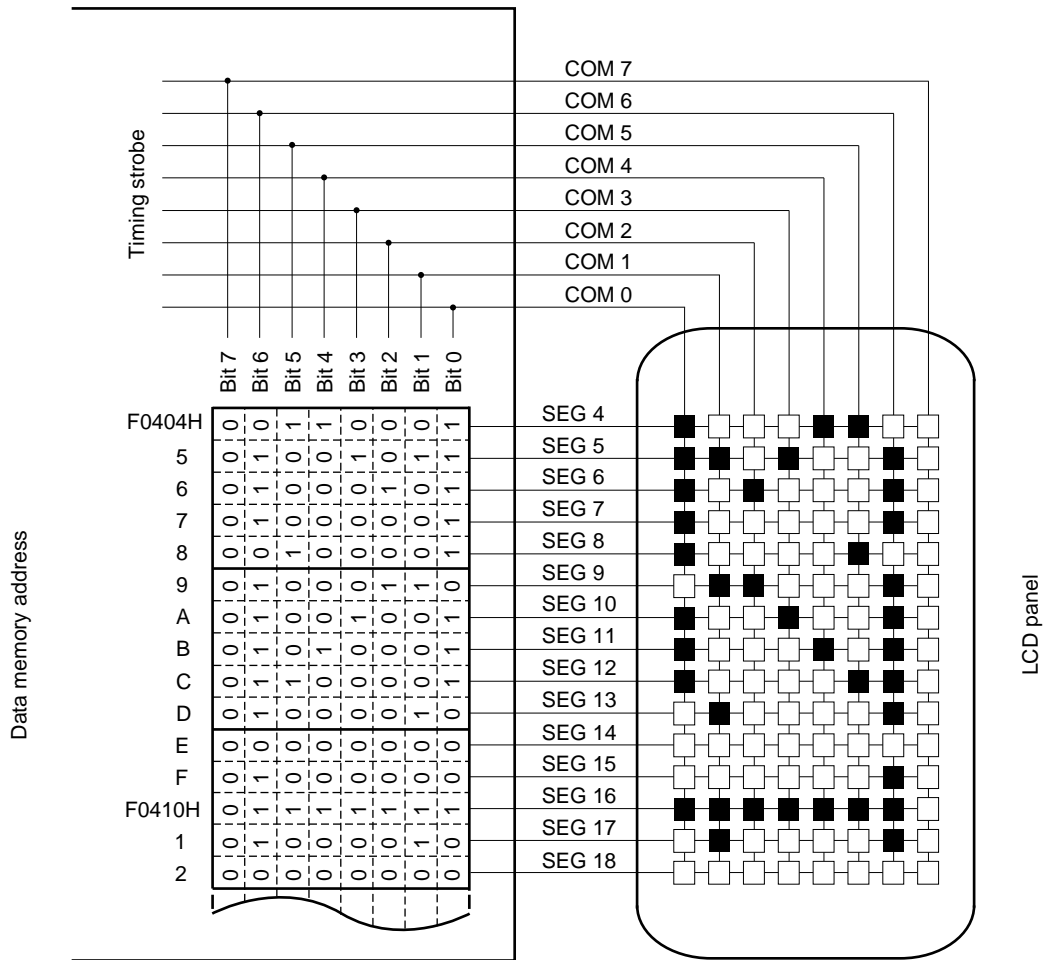 COM 7
COM 6
COM 5
COM 4
COM 3
COM 2
COM 1
COM 0
Timing strobe
Bit 7 Bit 6 Bit 5 Bit 4 Bit 3 Bit 2 Bit 1 Bit 0
Data memory address
F0404H 0 0 1 1 0 0 0 1 SEG 4
5 0 1 0 0 1 0 1 1 SEG 5
6 0 1 0 0 0 1 0 1 SEG 6
7 0 1 0 0 0 0 0 1 SEG 7
8 0 0 1 0 0 0 0 1 SEG 8
9 0 1 0 0 0 1 1 0 SEG 9
A 0 1 0 0 1 0 0 1 SEG 10
B 0 1 0 1 0 0 0 1 SEG 11
C 0 1 1 0 0 0 0 1 SEG 12
D 0 1 0 0 0 0 1 0 SEG 13
E 0 0 0 0 0 0 0 0 SEG 14
F 0 1 0 0 0 0 0 0 SEG 15
F0410H 0 1 1 1 1 1 1 1 SEG 16
1 0 1 0 0 0 0 1 0 SEG 17
2 0 0 0 0 0 0 0 0 SEG 18
LCD panel